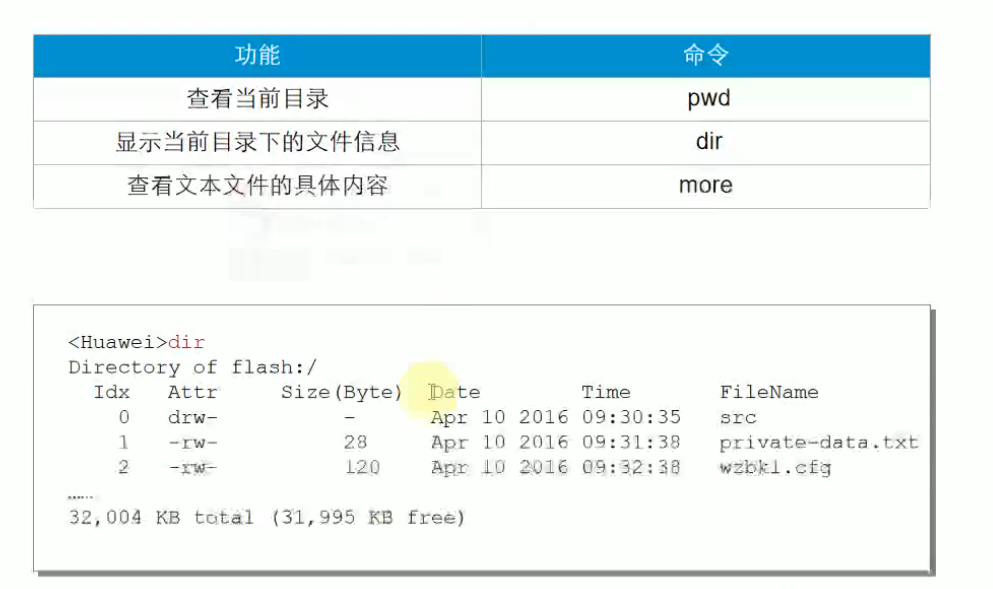 功能 命令
查看当前目录 pwd
显示当前目录下的文件信息 dir
查看文本文件的具体内容 more
<Huawei>dir
Directory of flash:/
Idx Attr Size(Byte) Date Time FileName
0 drw- - Apr 10 2016 09:30:35 src
1 -rw- 28 Apr 10 2016 09:31:38 private-data.txt
2 -rw- 120 Apr 10 2016 09:32:38 wzbk1.cfg
……
32,004 KB total (31,995 KB free)